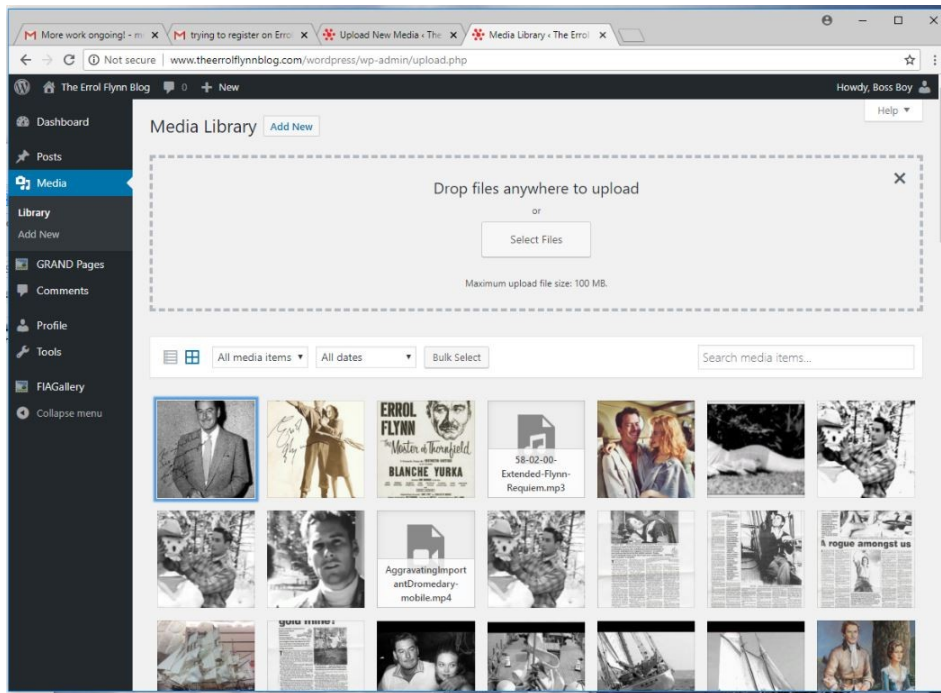 More work ongoing! - m
trying to register on Erro
Upload New Media ‹ The
Media Library ‹ The Errol
Not secure | www.theerrolflynnblog.com/wordpress/wp-admin/upload.php
The Errol Flynn Blog 0 + New
Howdy, Boss Boy
Help
Dashboard
Posts
Media
Library
Add New
GRAND Pages
Comments
Profile
Tools
FIAGallery
Collapse menu
Media Library Add New
Drop files anywhere to upload
or
Select Files
Maximum upload file size: 100 MB.
All media items All dates Bulk Select Search media items...
ERROL
FLYNN
The Master of Thornfield
BLANCHE YURKA
58-02-00-
Extended-Flynn-
Requiem.mp3
AggravatingImport
antDromedary-
mobile.mp4
A rogue amongst us
gold mine?